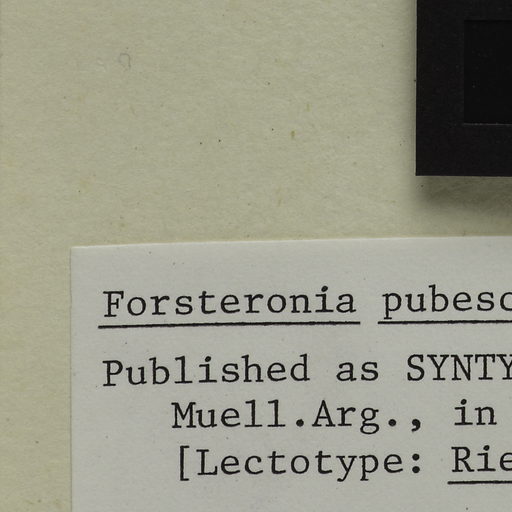 Forsteronia pubesc
Published as SYNTY
Muell.Arg., in
[Lectotype: Rie